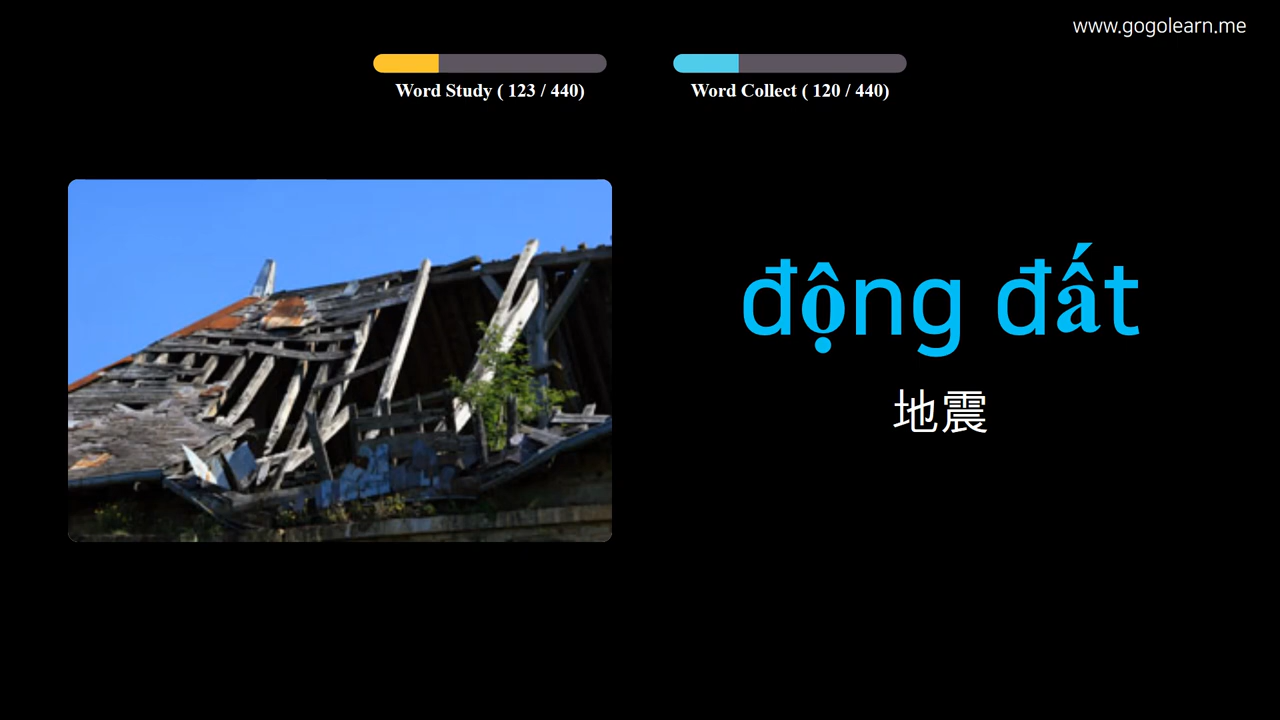 www.gogolearn.me
Word Study ( 123 / 440)
Word Collect ( 120 / 440)
động đất
地震